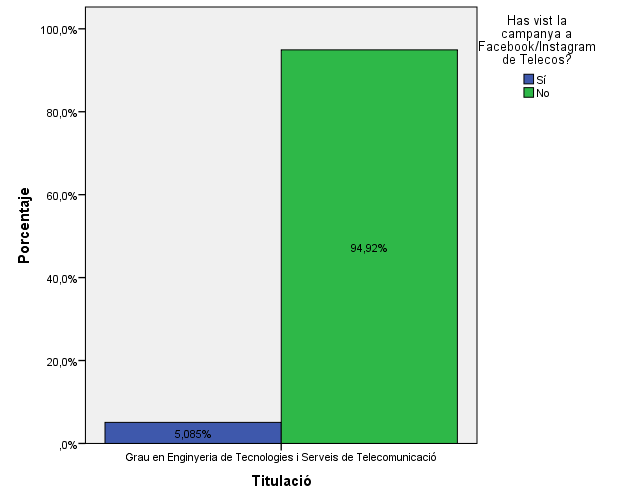 Has vist la
campanya a
Facebook/Instagram
de Telecos?
Sí
No
100,0%
80,0%
60,0%
40,0%
20,0%
,0%
Porcentaje
94,92%
5,085%
Grau en Enginyeria de Tecnologies i Serveis de Telecomunicació
Titulació